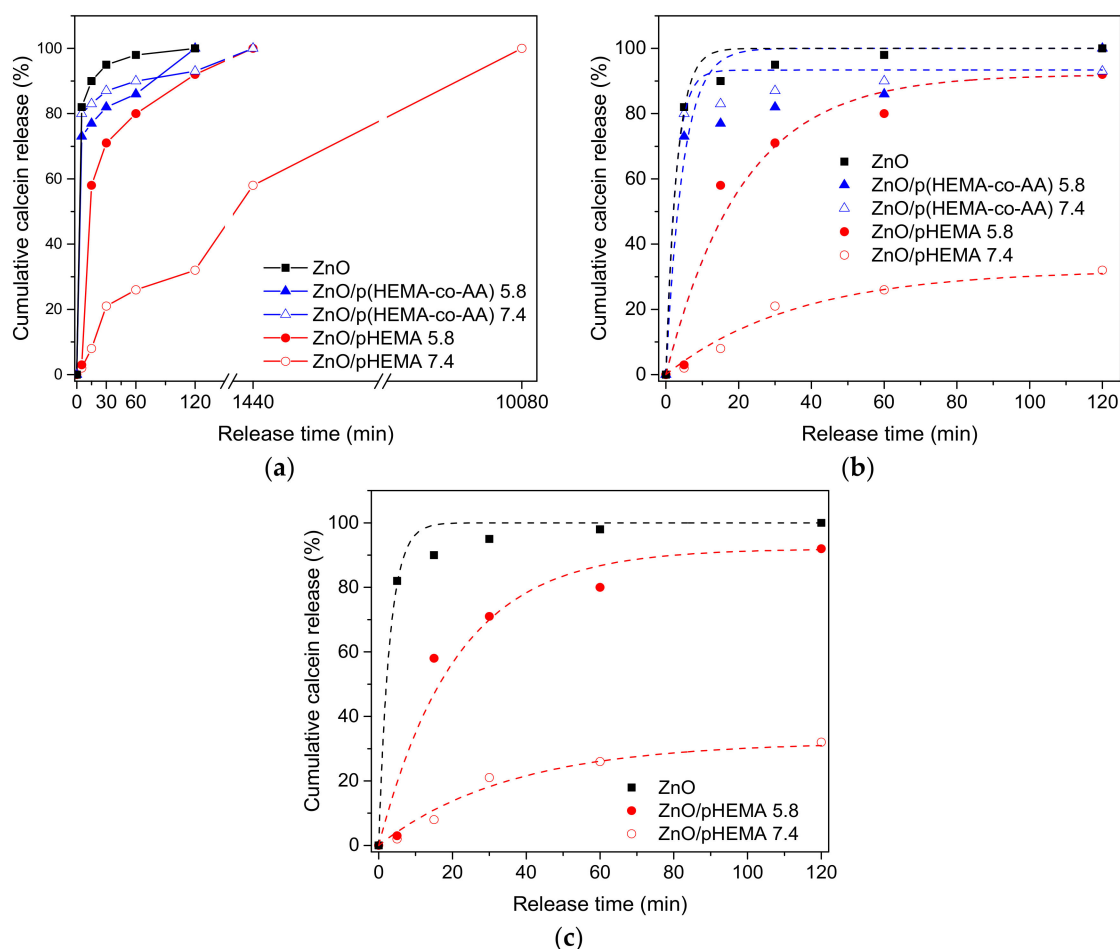 100
80
60
40
20
0
Cumulative calcein release (%)
ZnO
ZnO/p(HEMA-co-AA) 5.8
ZnO/p(HEMA-co-AA) 7.4
ZnO/pHEMA 5.8
ZnO/pHEMA 7.4
0 30 60 120 1440 10080
Release time (min)
(a)
100
80
60
40
20
0
Cumulative calcein release (%)
ZnO
ZnO/p(HEMA-co-AA) 5.8
ZnO/p(HEMA-co-AA) 7.4
ZnO/pHEMA 5.8
ZnO/pHEMA 7.4
0 20 40 60 80 100 120
Release time (min)
(b)
100
80
60
40
20
0
Cumulative calcein release (%)
ZnO
ZnO/pHEMA 5.8
ZnO/pHEMA 7.4
0 20 40 60 80 100 120
Release time (min)
(c)